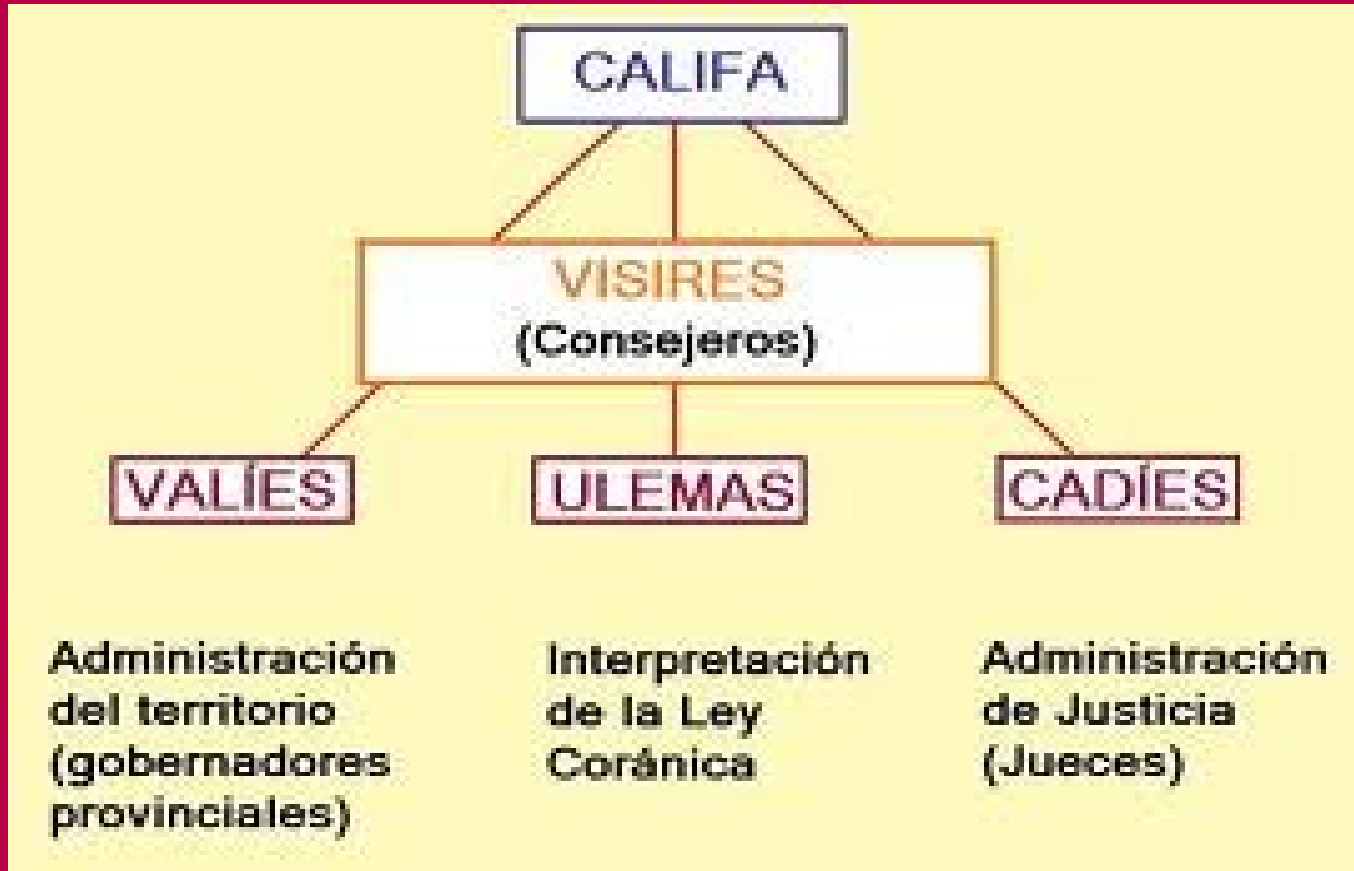 CALIFA
VISIRES
(Consejeros)
VALÍES
ULEMAS
CADÍES
Administración
del territorio
(gobernadores
provinciales)
Interpretación
de la Ley
Coránica
Administración
de Justicia
(Jueces)